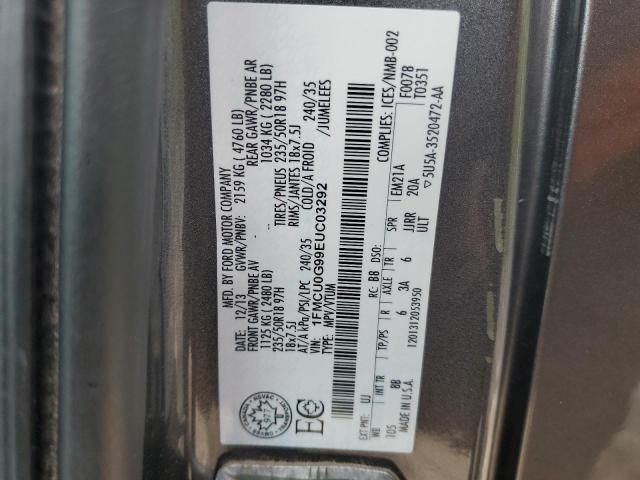 MFD. BY FORD MOTOR COMPANY
DATE: 12/13 GVWR/PNBV: 2159 KG ( 4760 LB)
FRONT GAWR/PNBE AV REAR GAWR/PNBE AR
1125 KG ( 2480 LB) 1034 KG ( 2280 LB)
235/50R18 97H TIRES/PNEUS 235/50R18 97H
18x7.5J RIMS/JANTES 18x7.5J
AT/A kPa/PSI/LPC 240/35 COLD/A FROID 240/35
VIN: 1FMCU0G99EUC03292 /JUMELEES
TYPE: MPV/VTUM
COMPLIES: ICES/NMB-002
F0078
T0351
EXT PNT: UJ RC: BB DSO:
WB INT TR TP/PS R AXLE TR SPR EM21A
105 BB 6 3A 6 JJRR 20A
MADE IN U.S.A. ULT
1201312053950 ▽5U5A-3520472-AA
EC